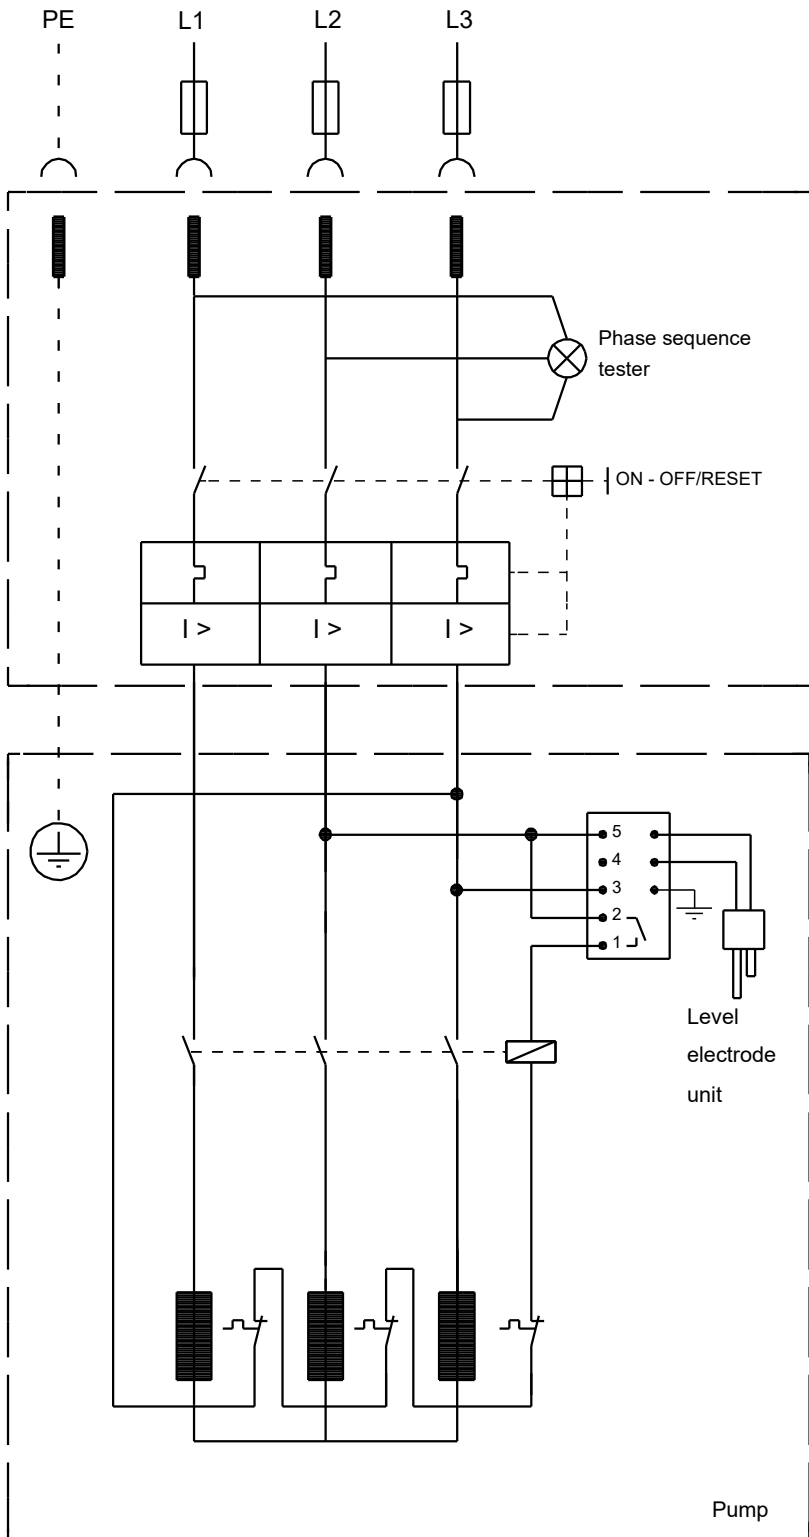 PE L1 L2 L3
Phase sequence
tester
ON - OFF/RESET
I > I > I >
5
4
3
2
1
Level
electrode
unit
Pump